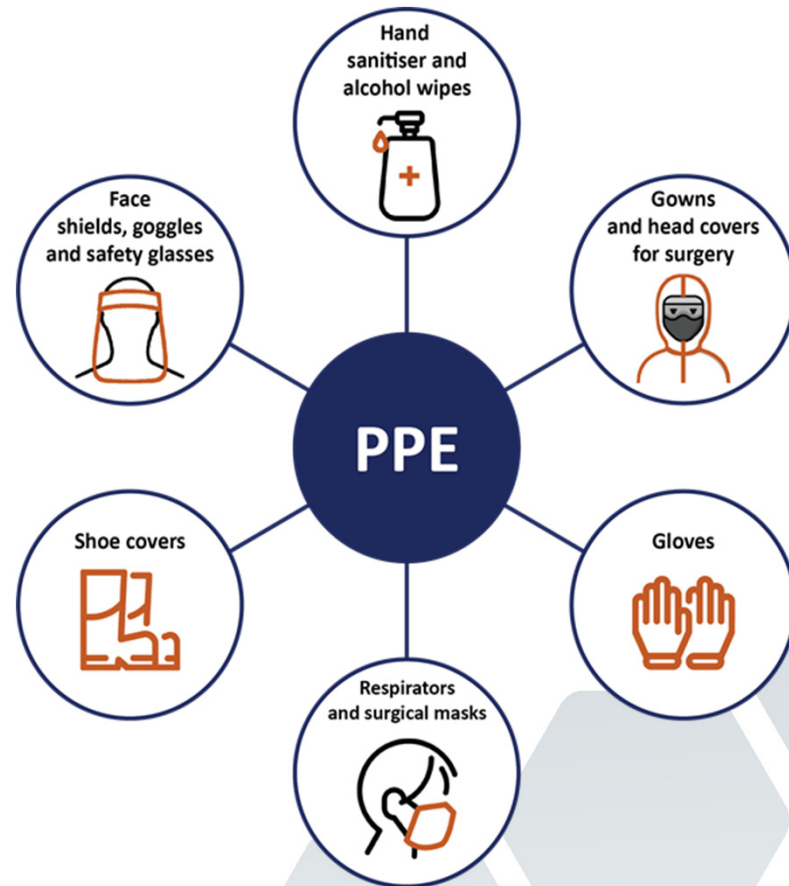 Hand
sanitiser and
alcohol wipes
Face
shields, goggles
and safety glasses
Gowns
and head covers
for surgery
PPE
Shoe covers
Gloves
Respirators
and surgical masks